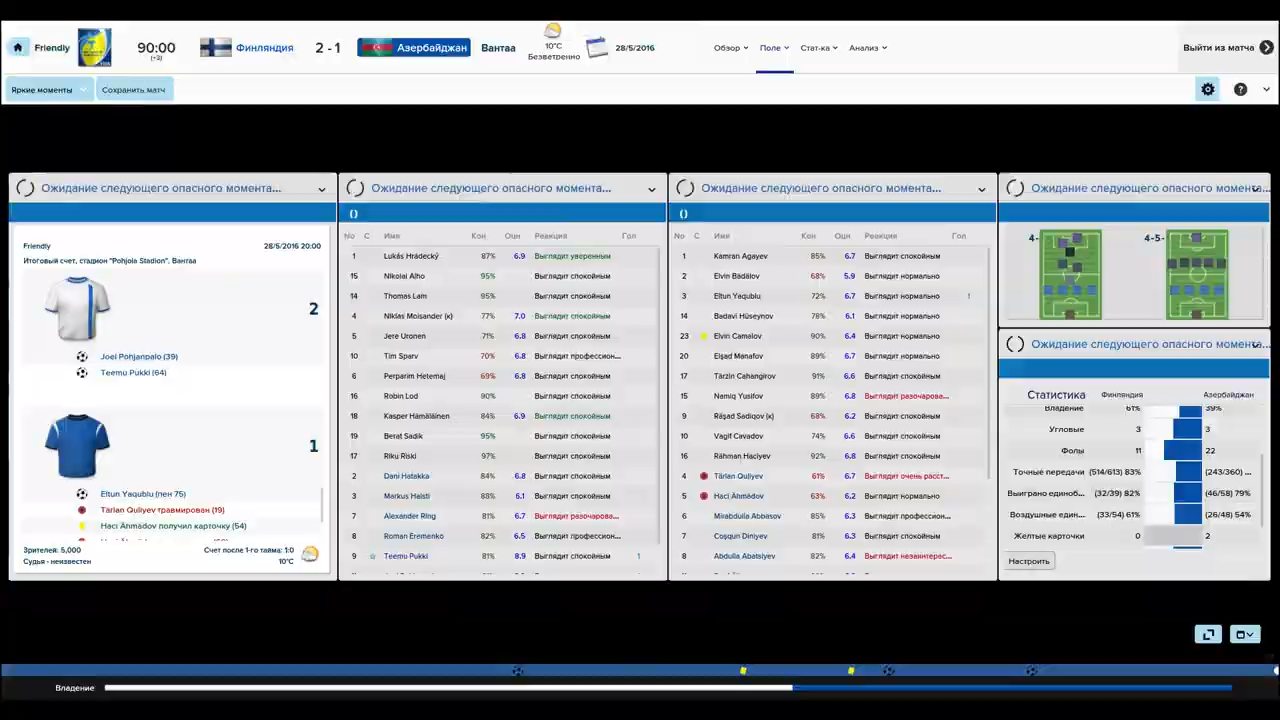 Friendly
90:00
(+3)
Финляндия
2 - 1
Азербайджан
Вантаа
10°C
Безветренно
28/5/2016
Обзор
Поле
Стат-ка
Анализ
Выйти из матча
Яркие моменты
Сохранить матч
Ожидание следующего опасного момента...
Friendly 28/5/2016 20:00
Итоговый счет, стадион "Pohjola Stadion", Вантаа
2
Joel Pohjanpalo (39)
Teemu Pukki (64)
1
Eltun Yaqublu (пен 75)
Tarlan Quliyev травмирован (19)
Hacı Ahmadov получил карточку (54)
Зрителей: 5,000 Счет после 1-го тайма: 1:0
Судья - неизвестен 10°C
Ожидание следующего опасного момента...
()
No С Имя Кон Оцн Реакция Гол
1 Lukás Hrádecký 87% 6.9 Выглядит уверенным
15 Nikolai Alho 95% Выглядит спокойным
14 Thomas Lam 95% Выглядит спокойным
4 Niklas Moisander (к) 77% 7.0 Выглядит спокойным
5 Jere Uronen 71% 6.8 Выглядит спокойным
10 Tim Sparv 70% 6.8 Выглядит профессион...
6 Perparim Hetemaj 69% 6.8 Выглядит спокойным
16 Robin Lod 90% Выглядит спокойным
18 Kasper Hämäläinen 84% 6.9 Выглядит спокойным
19 Berat Sadik 95% Выглядит спокойным
17 Riku Riski 97% Выглядит спокойным
2 Dani Hatakka 84% 6.8 Выглядит спокойным
3 Markus Halsti 88% 6.1 Выглядит спокойным
7 Alexander Ring 81% 6.7 Выглядит разочарова...
8 Roman Eremenko 82% 6.5 Выглядит профессион...
9 Teemu Pukki 81% 8.9 Выглядит спокойным 1
Ожидание следующего опасного момента...
()
No С Имя Кон Оцн Реакция Гол
1 Kamran Agayev 85% 6.7 Выглядит спокойным
2 Elvin Badalov 68% 5.9 Выглядит нормально
3 Eltun Yaqublu 72% 6.7 Выглядит нормально 1
14 Badavi Hüseynov 78% 6.1 Выглядит нормально
23 Elvin Camalov 90% 6.4 Выглядит нормально
20 Elşad Manafov 89% 6.7 Выглядит нормально
17 Tarzin Cahangirov 91% 6.6 Выглядит спокойным
15 Namiq Yusifov 89% 6.8 Выглядит разочарова...
9 Raşad Sadiqov (к) 68% 6.2 Выглядит спокойным
10 Vagif Cavadov 74% 6.6 Выглядит спокойным
16 Rahman Hacıyev 92% 6.8 Выглядит спокойным
4 Tarlan Quliyev 61% 6.7 Выглядит очень расст...
5 Hacı Ahmadov 63% 6.2 Выглядит нормально
6 Mirabdulla Abbasov 85% 6.3 Выглядит профессион...
7 Coşqun Diniyev 81% 6.3 Выглядит спокойным
8 Abdulla Abatsiyev 82% 6.4 Выглядит незаинтерес...
Ожидание следующего опасного момента...
4-
4-5-
Ожидание следующего опасного момента...
Статистика Финляндия Азербайджан
Владение 61% 39%
Угловые 3 3
Фолы 11 22
Точные передачи (514/613) 83% (243/360) ...
Выиграно единоб... (32/39) 82% (46/58) 79%
Воздушные един... (33/54) 61% (26/48) 54%
Желтые карточки 0 2
Настроить
Владение